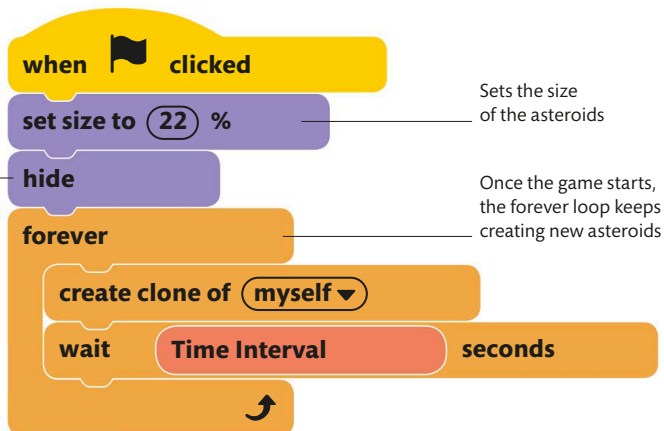 when clicked
set size to 22 %
Sets the size
of the asteroids
hide
forever
Once the game starts,
the forever loop keeps
creating new asteroids
create clone of myself
wait Time Interval seconds